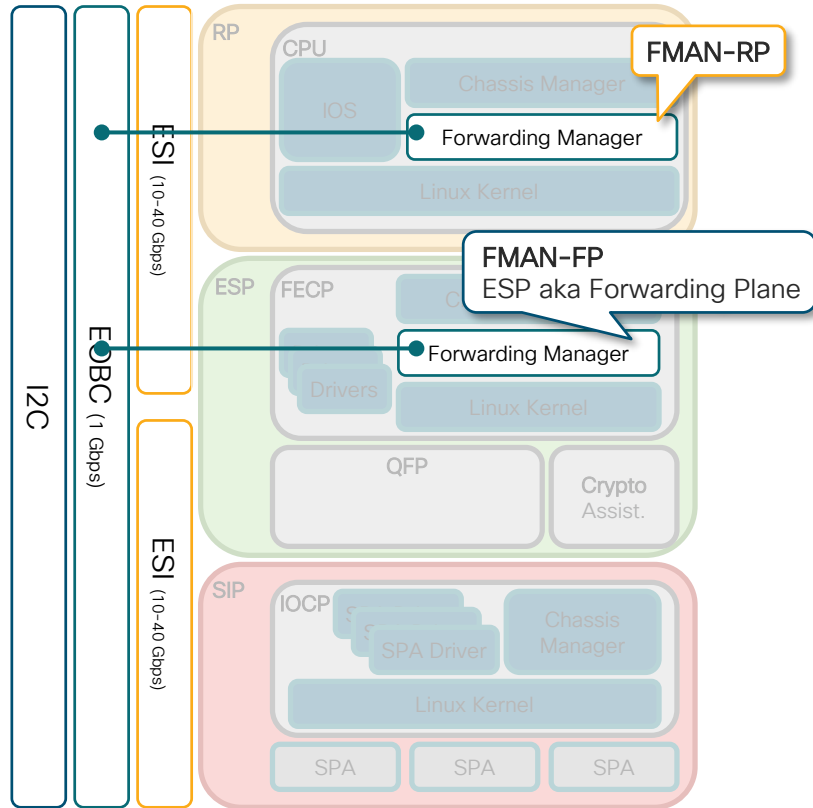 I2C
EOBC (1 Gbps)
ESI (10-40 Gbps)
ESI (10-40 Gbps)
RP
CPU
FMAN-RP
IOS
Chassis Manager
Forwarding Manager
Linux Kernel
FMAN-FP
ESP aka Forwarding Plane
ESP
FECP
C
Forwarding Manager
Drivers
Linux Kernel
QFP
Crypto
Assist.
SIP
IOCP
S
S
SPA Driver
Chassis
Manager
Linux Kernel
SPA
SPA
SPA